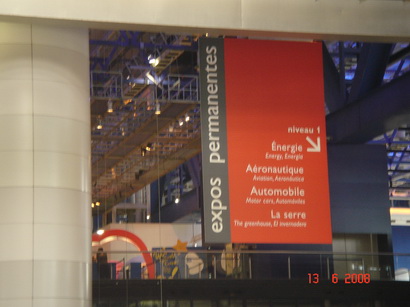 expos permanentes
niveau 1
Énergie
Energy, Energía
Aéronautique
Aviation, Aeronáutica
Automobile
Motor cars, Automóviles
La serre
The greenhouse, El invernadero
13 6 2008